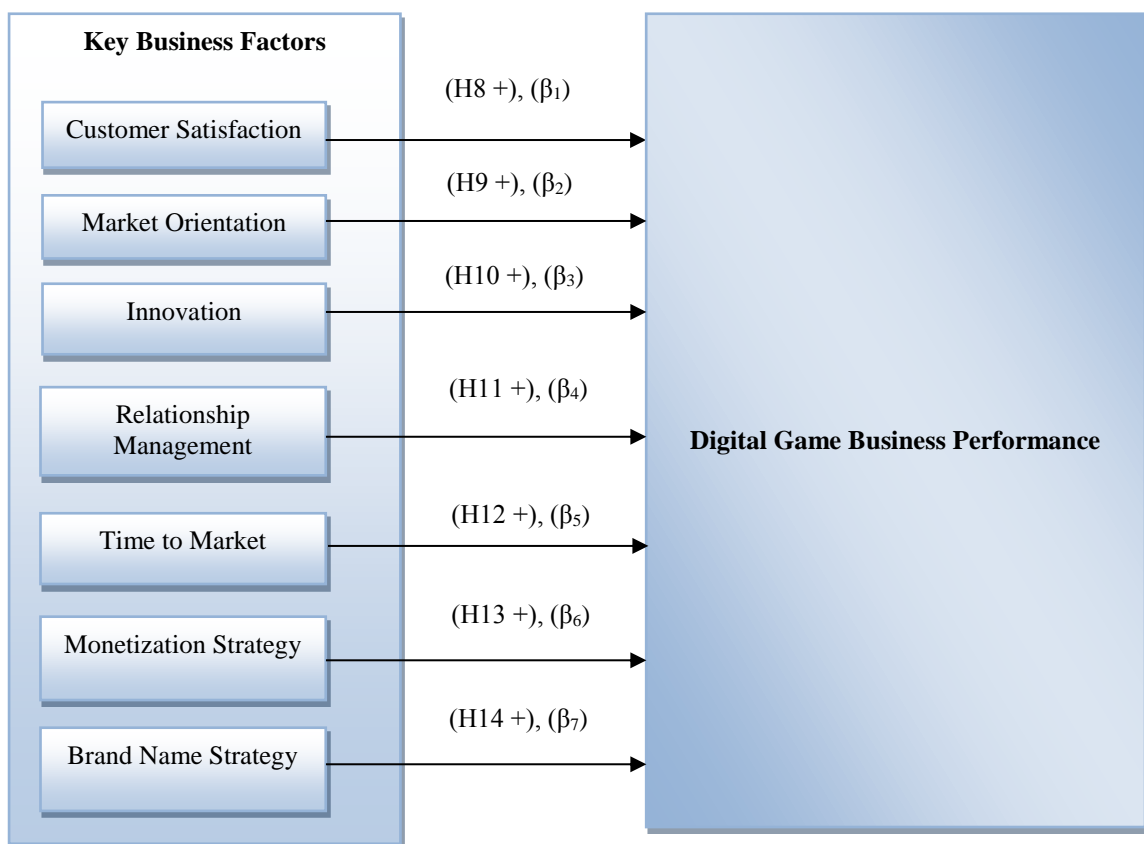 Key Business Factors
(H8 +), (β₁)
Customer Satisfaction
(H9 +), (β₂)
Market Orientation
(H10 +), (β₃)
Innovation
(H11 +), (β₄)
Relationship
Management
Digital Game Business Performance
(H12 +), (β₅)
Time to Market
(H13 +), (β₆)
Monetization Strategy
(H14 +), (β₇)
Brand Name Strategy